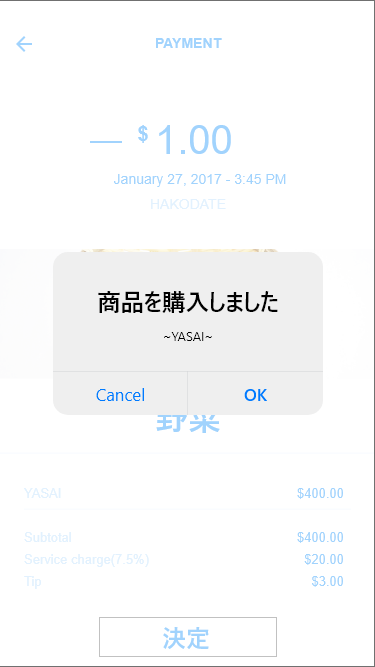 PAYMENT
— $ 1.00
January 27, 2017 - 3:45 PM
HAKODATE
商品を購入しました
~YASAI~
Cancel OK
野菜
YASAI $400.00
Subtotal $400.00
Service charge(7.5%) $20.00
Tip $3.00
決定